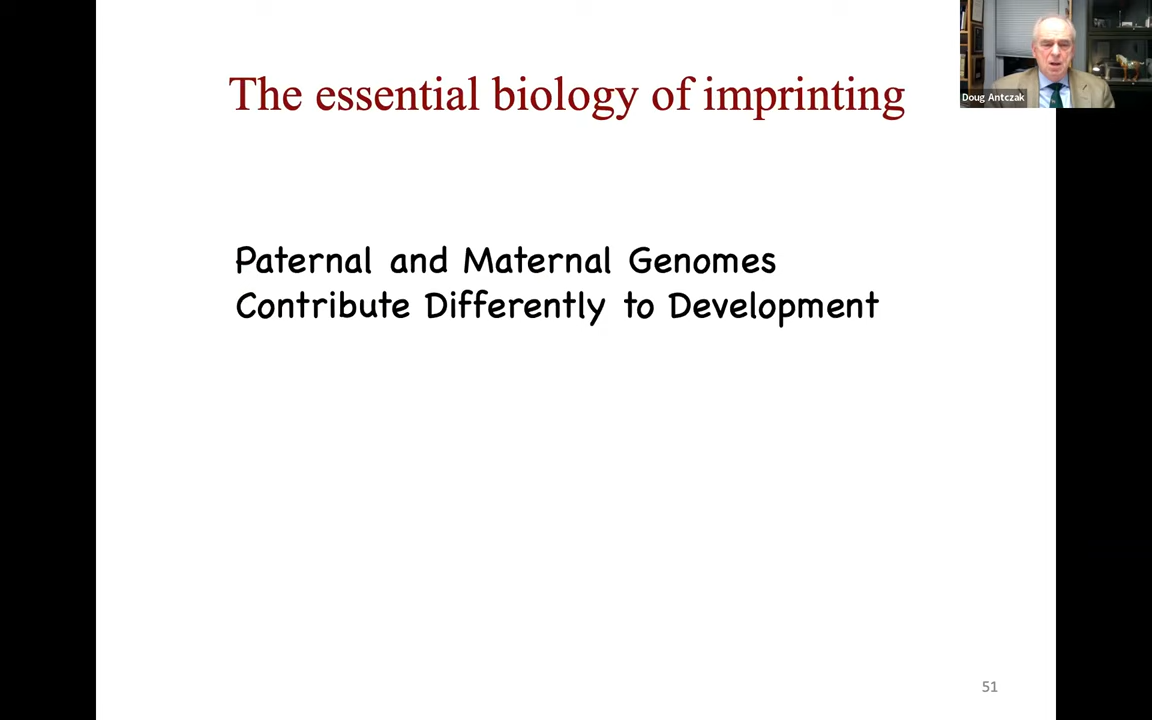 The essential biology of imprinting
Doug Antczak
Paternal and Maternal Genomes
Contribute Differently to Development
51